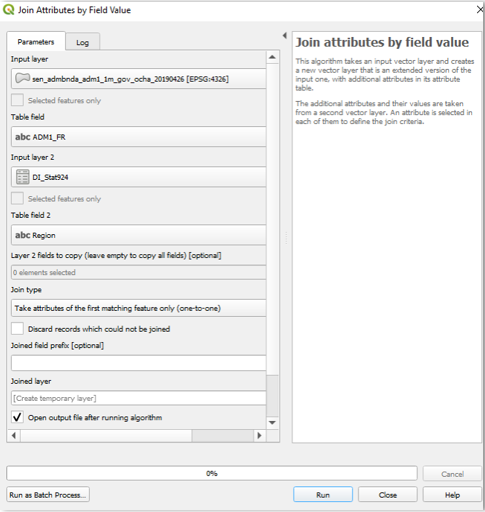 Join Attributes by Field Value
Parameters
Log
Input layer
sen_admbnda_adm1_1m_gov_ocha_20190426 [EPSG:4326]
Selected features only
Table field
abc ADM1_FR
Input layer 2
DI_Stat924
Selected features only
Table field 2
abc Region
Layer 2 fields to copy (leave empty to copy all fields) [optional]
0 elements selected
Join type
Take attributes of the first matching feature only (one-to-one)
Discard records which could not be joined
Joined field prefix [optional]
Joined layer
[Create temporary layer]
Open output file after running algorithm
Join attributes by field value
This algorithm takes an input vector layer and creates
a new vector layer that is an extended version of the
input one, with additional attributes in its attribute
table.
The additional attributes and their values are taken
from a second vector layer. An attribute is selected in
each of them to define the join criteria.
0%
Cancel
Run as Batch Process...
Run
Close
Help